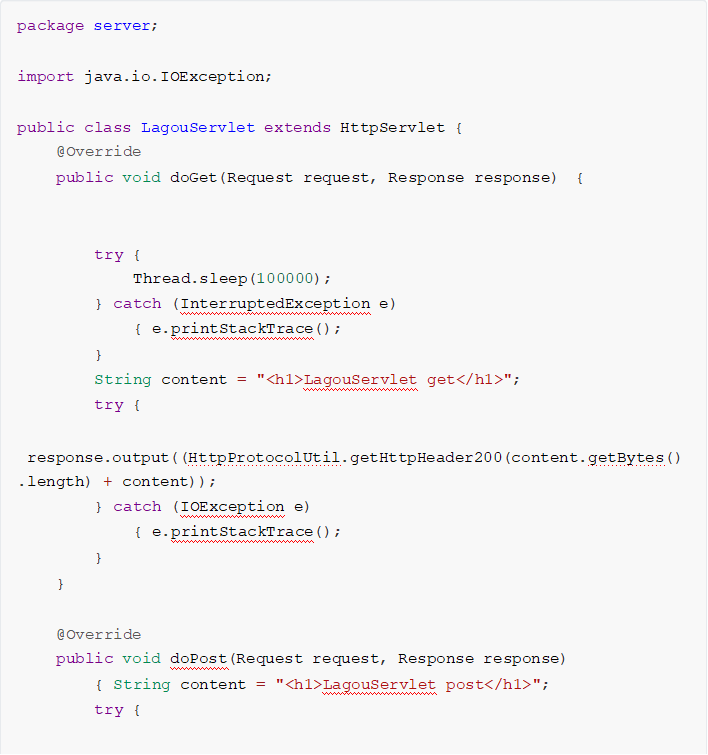 package server;
import java.io.IOException;
public class LagouServlet extends HttpServlet {
@Override
public void doGet(Request request, Response response) {
try {
Thread.sleep(100000);
} catch (InterruptedException e)
{ e.printStackTrace();
}
String content = "<h1>LagouServlet get</h1>";
try {
response.output((HttpProtocolUtil.getHttpHeader200(content.getBytes()
.length) + content));
} catch (IOException e)
{ e.printStackTrace();
}
}
@Override
public void doPost(Request request, Response response)
{ String content = "<h1>LagouServlet post</h1>";
try {